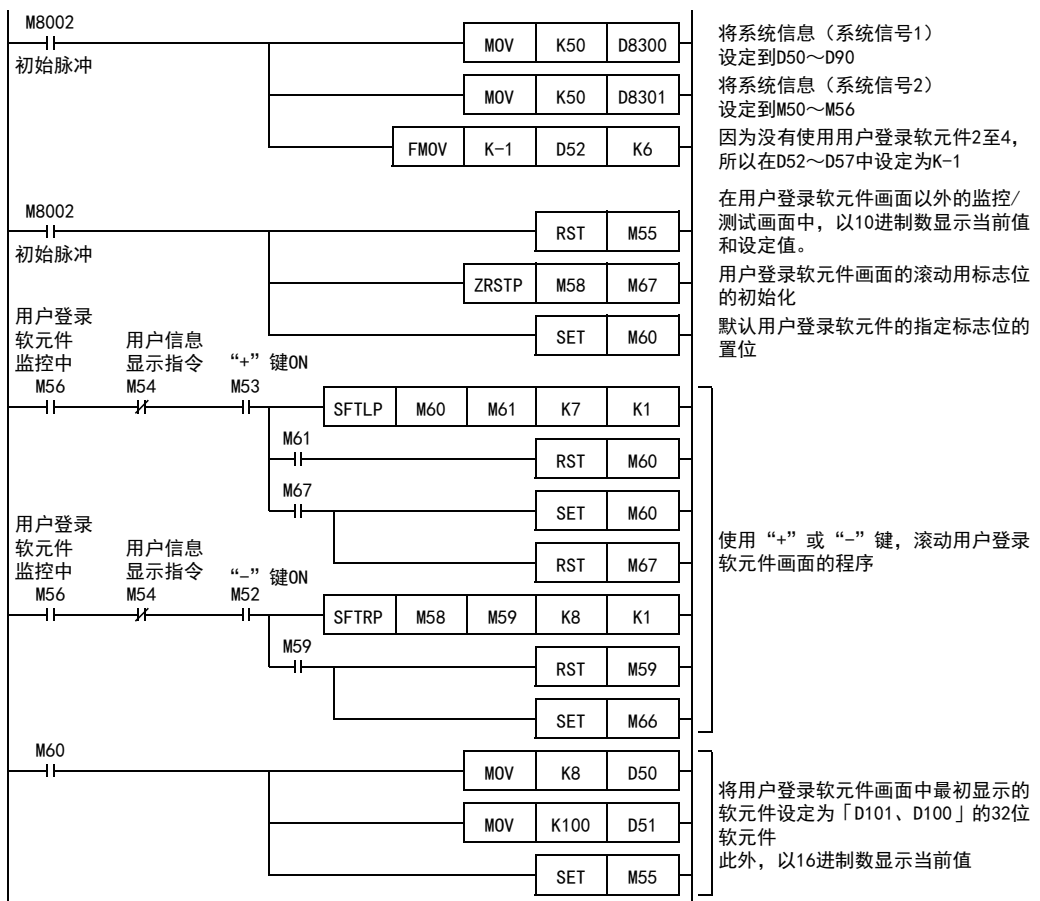 M8002
初始脉冲
MOV K50 D8300
将系统信息（系统信号1）
设定到D50～D90
MOV K50 D8301
将系统信息（系统信号2）
设定到M50～M56
FMOV K-1 D52 K6
因为没有使用用户登录软元件2至4，
所以在D52～D57中设定为K-1
M8002
初始脉冲
RST M55
在用户登录软元件画面以外的监控/
测试画面中，以10进制数显示当前值
和设定值。
ZRSTP M58 M67
用户登录软元件画面的滚动用标志位
的初始化
SET M60
默认用户登录软元件的指定标志位的
置位
用户登录
软元件
监控中
M56
用户信息
显示指令
M54
“+”键ON
M53
SFTLP M60 M61 K7 K1
M61
RST M60
M67
SET M60
RST M67
使用“+”或“-”键，滚动用户登录
软元件画面的程序
用户登录
软元件
监控中
M56
用户信息
显示指令
M54
“-”键ON
M52
SFTRP M58 M59 K8 K1
M59
RST M59
SET M66
M60
MOV K8 D50
MOV K100 D51
SET M55
将用户登录软元件画面中最初显示的
软元件设定为「D101、D100」的32位
软元件
此外，以16进制数显示当前值